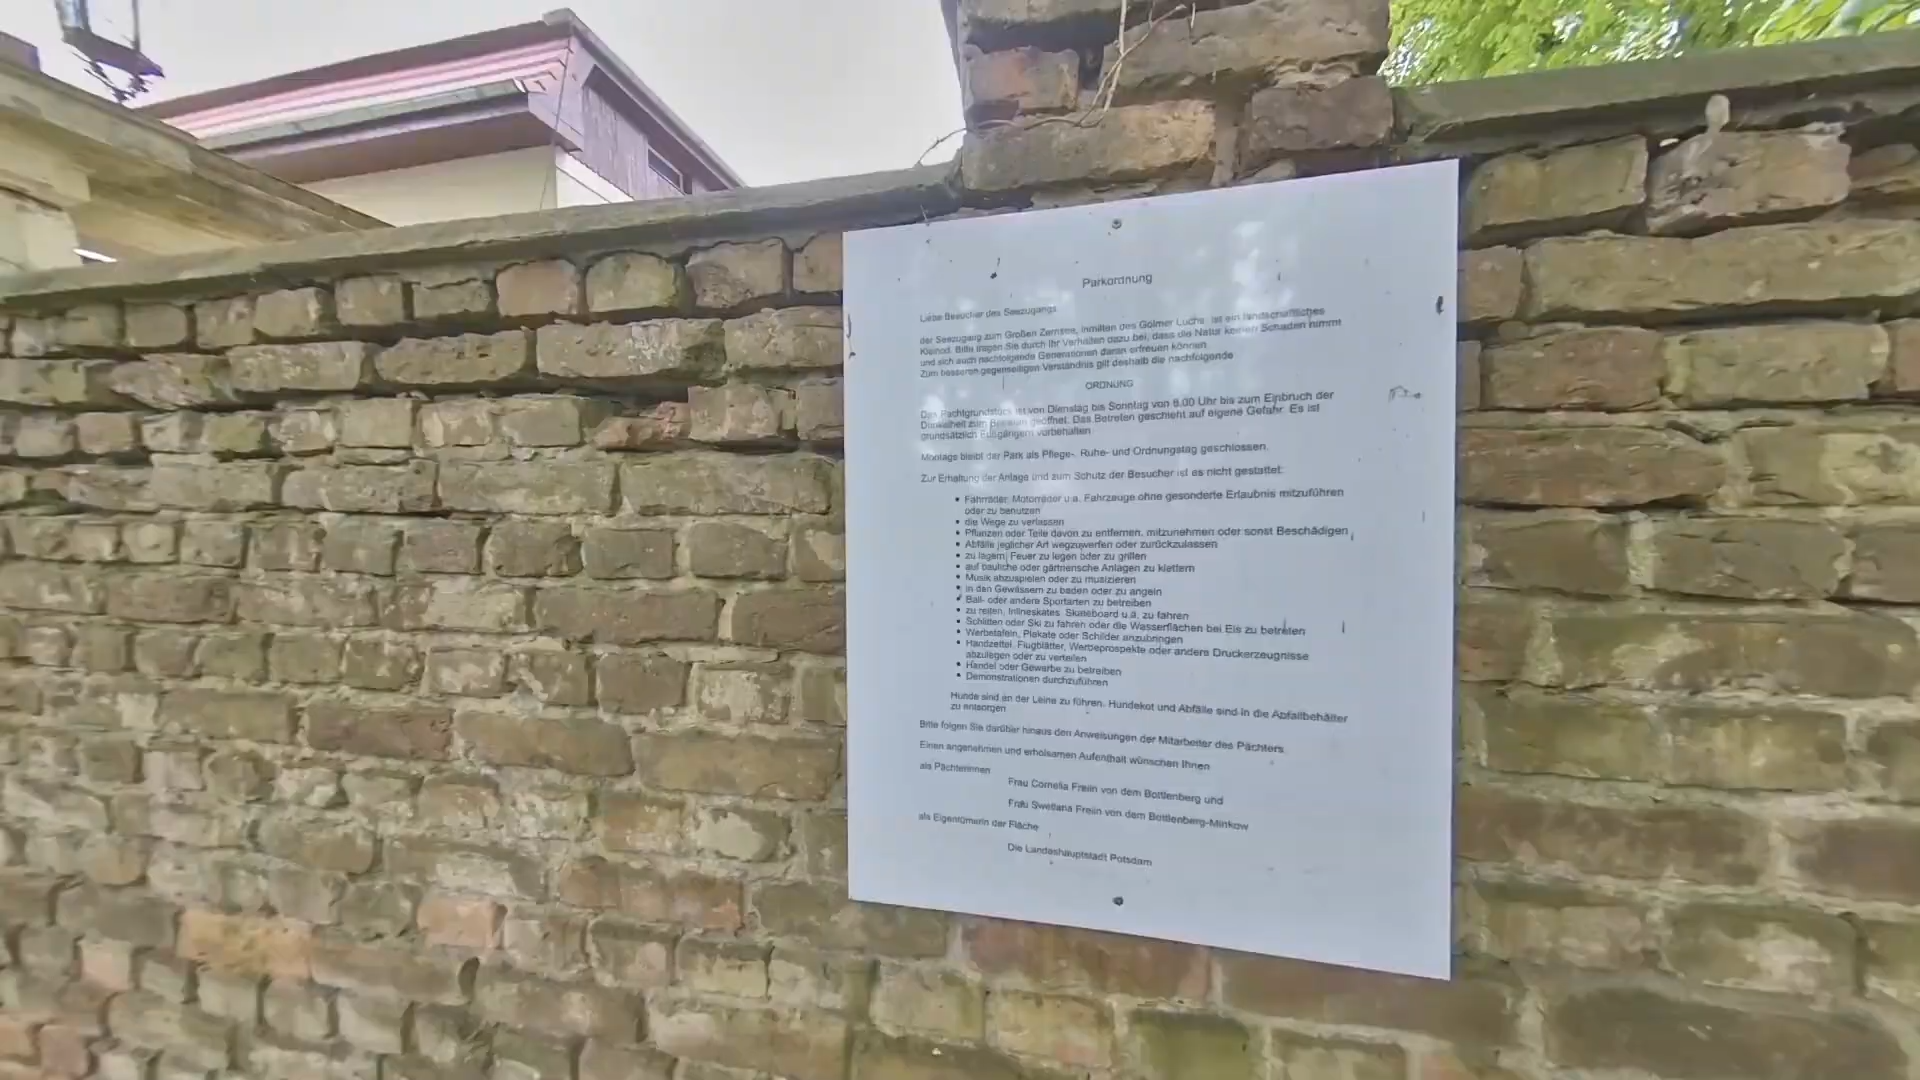 Parkordnung
Liebe Besucher des Seezugangs
der Seezugang zum Großen Zernsee, inmitten des Golmer Luchs ist ein landschaftliches
Kleinod. Bitte tragen Sie durch Ihr Verhalten dazu bei, dass die Natur keinen Schaden nimmt
und sich auch nachfolgende Generationen daran erfreuen können.
Zum besseren gegenseitigen Verständnis gilt deshalb die nachfolgende
ORDNUNG
Das Pachtgrundstück ist von Dienstag bis Sonntag von 8.00 Uhr bis zum Einbruch der
Dunkelheit zum Betreten geöffnet. Das Betreten geschieht auf eigene Gefahr. Es ist
grundsätzlich Fußgängern vorbehalten
Montags bleibt der Park als Pflege-, Ruhe- und Ordnungstag geschlossen.
Zur Erhaltung der Anlage und zum Schutz der Besucher ist es nicht gestattet:
• Fahrräder, Motorräder u.a. Fahrzeuge ohne gesonderte Erlaubnis mitzuführen
oder zu benutzen
• die Wege zu verlassen
• Pflanzen oder Teile davon zu entfernen, mitzunehmen oder sonst Beschädigen
• Abfälle jeglicher Art wegzuwerfen oder zurückzulassen
• zu lagern, Feuer zu legen oder zu grillen
• auf bauliche oder gärtnerische Anlagen zu klettern
• Musik abzuspielen oder zu musizieren
• in den Gewässern zu baden oder zu angeln
• Ball- oder andere Sportarten zu betreiben
• zu reiten, Inlineskates, Skateboard u.ä. zu fahren
• Schlitten oder Ski zu fahren oder die Wasserflächen bei Eis zu betreten
• Werbetafeln, Plakate oder Schilder anzubringen
• Handzettel, Flugblätter, Werbeprospekte oder andere Druckerzeugnisse
abzulegen oder zu verteilen
• Handel oder Gewerbe zu betreiben
• Demonstrationen durchzuführen
Hunde sind an der Leine zu führen. Hundekot und Abfälle sind in die Abfallbehälter
zu entsorgen
Bitte folgen Sie darüber hinaus den Anweisungen der Mitarbeiter des Pächters.
Einen angenehmen und erholsamen Aufenthalt wünschen Ihnen
als Pächterinnen
Frau Cornelia Freiin von dem Bottlenberg und
Frau Swetlana Freiin von dem Bottlenberg-Minkow
als Eigentümerin der Fläche
Die Landeshauptstadt Potsdam